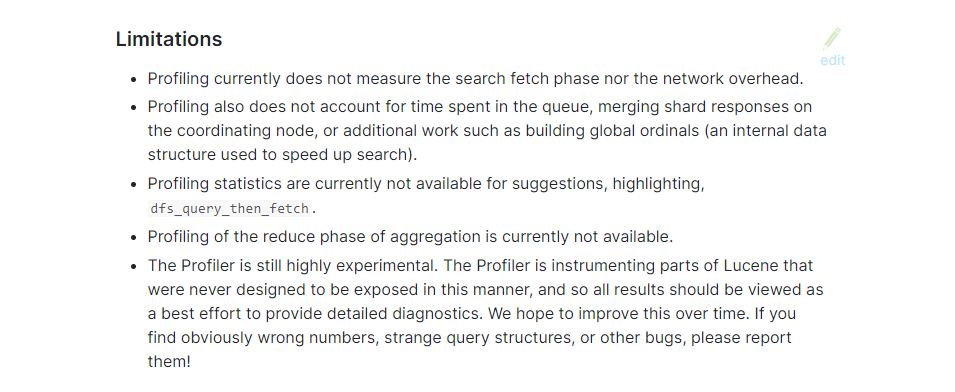 Limitations
edit
Profiling currently does not measure the search fetch phase nor the network overhead.
Profiling also does not account for time spent in the queue, merging shard responses on
the coordinating node, or additional work such as building global ordinals (an internal data
structure used to speed up search).
Profiling statistics are currently not available for suggestions, highlighting,
dfs_query_then_fetch.
Profiling of the reduce phase of aggregation is currently not available.
The Profiler is still highly experimental. The Profiler is instrumenting parts of Lucene that
were never designed to be exposed in this manner, and so all results should be viewed as
a best effort to provide detailed diagnostics. We hope to improve this over time. If you
find obviously wrong numbers, strange query structures, or other bugs, please report
them!